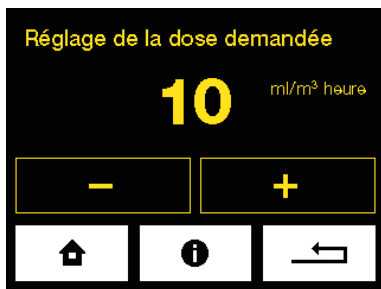 Réglage de la dose demandée
10 ml/m³ heure
− +